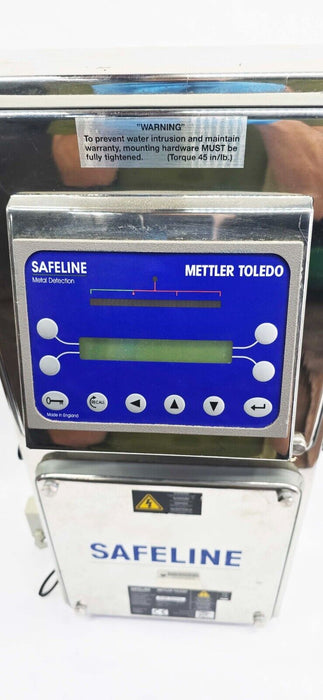 "WARNING"
To prevent water intrusion and maintain
warranty, mounting hardware MUST be
fully tightened. (Torque 45 in/lb.)
SAFELINE METTLER TOLEDO
Metal Detection
RECALL
Made in England
SAFELINE